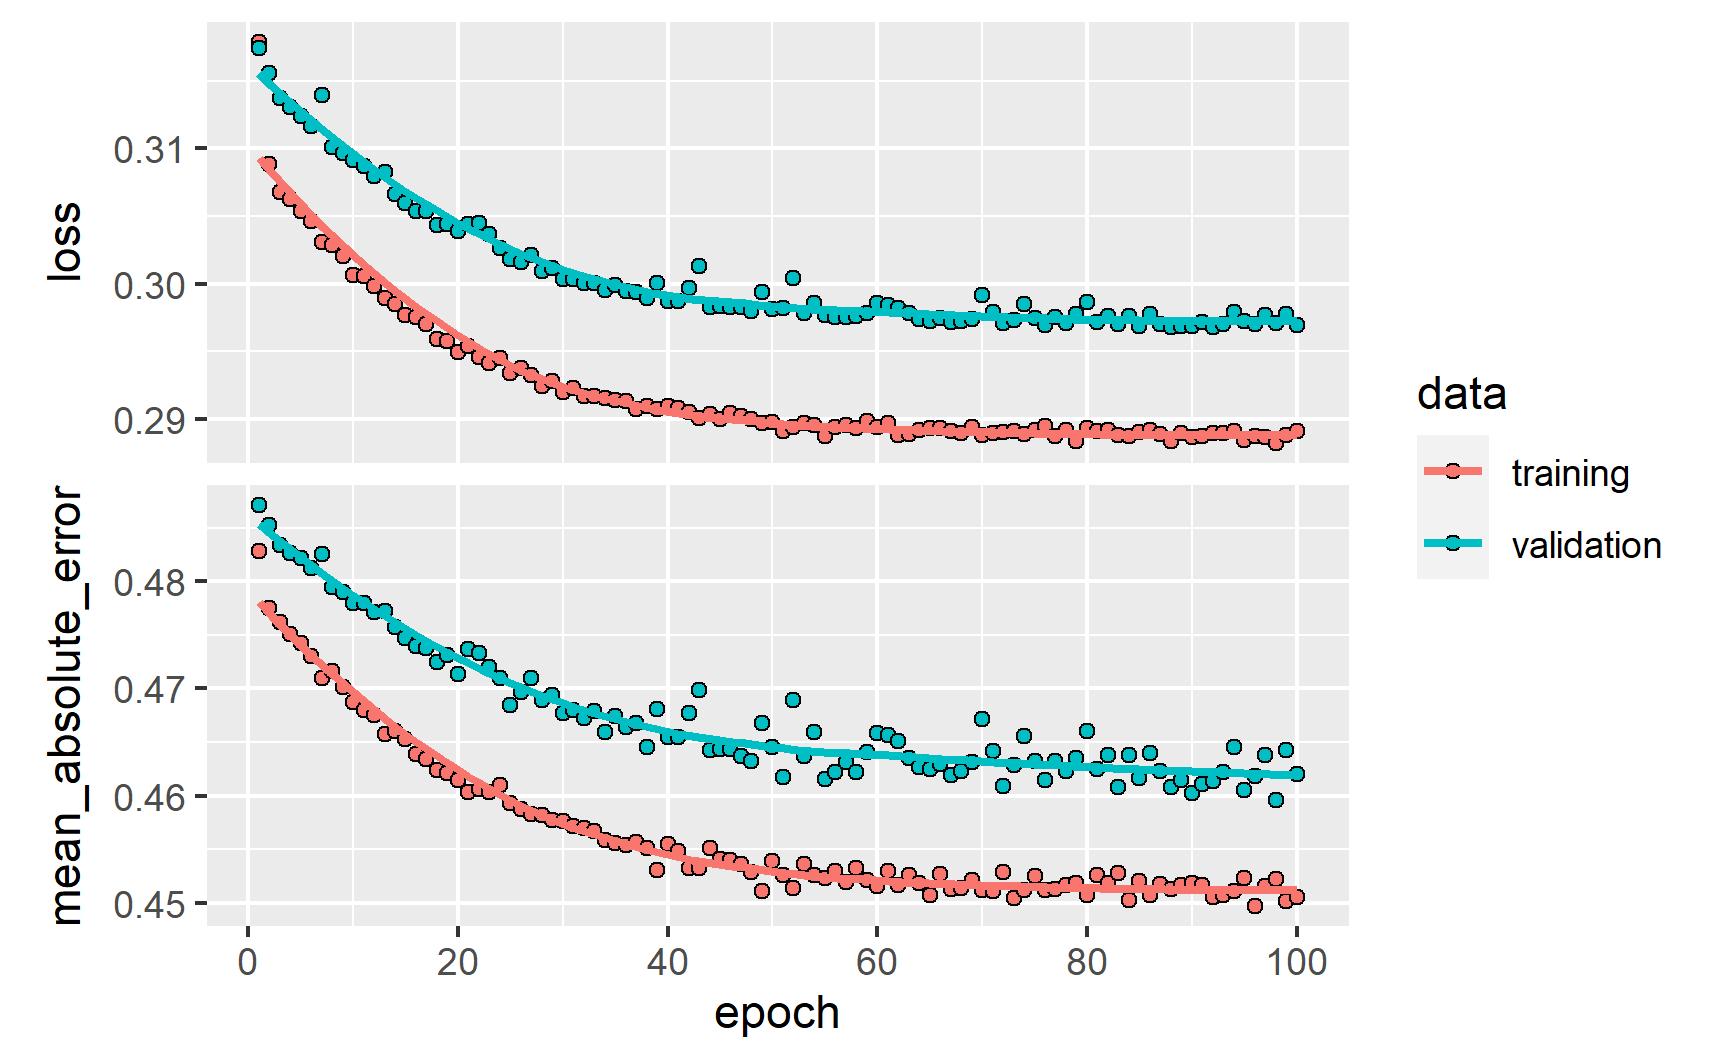 loss
0.31
0.30
0.29
mean_absolute_error
0.48
0.47
0.46
0.45
0 20 40 60 80 100
epoch
data
training
validation